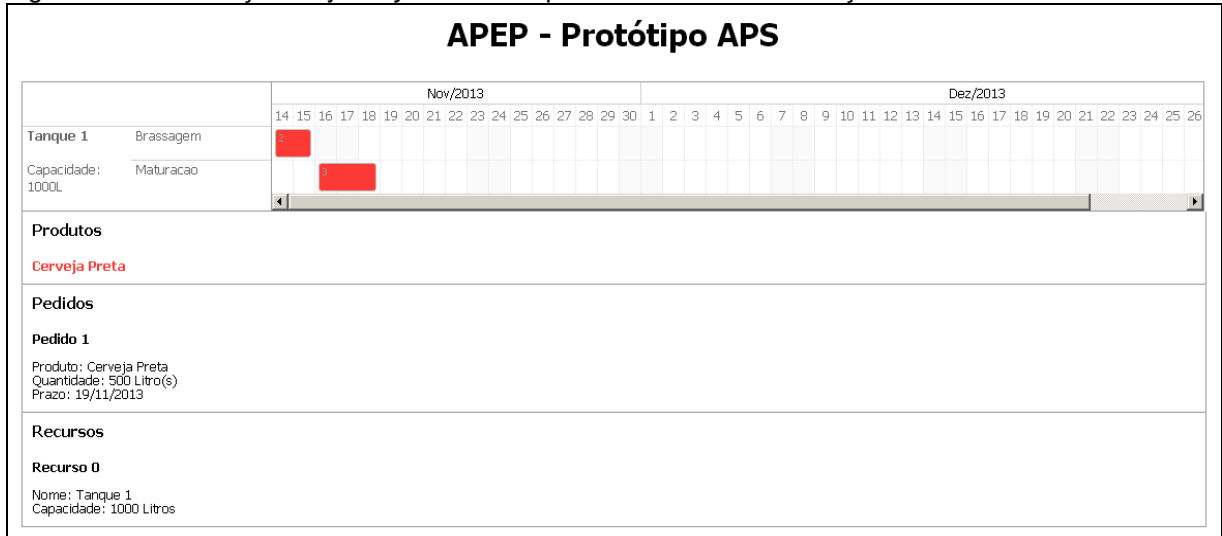 APEP - Protótipo APS
Nov/2013 Dez/2013
14 15 16 17 18 19 20 21 22 23 24 25 26 27 28 29 30 1 2 3 4 5 6 7 8 9 10 11 12 13 14 15 16 17 18 19 20 21 22 23 24 25 26
Tanque 1 Brassagem 2
Capacidade: Maturacao 3
1000L
Produtos
Cerveja Preta
Pedidos
Pedido 1
Produto: Cerveja Preta
Quantidade: 500 Litro(s)
Prazo: 19/11/2013
Recursos
Recurso 0
Nome: Tanque 1
Capacidade: 1000 Litros